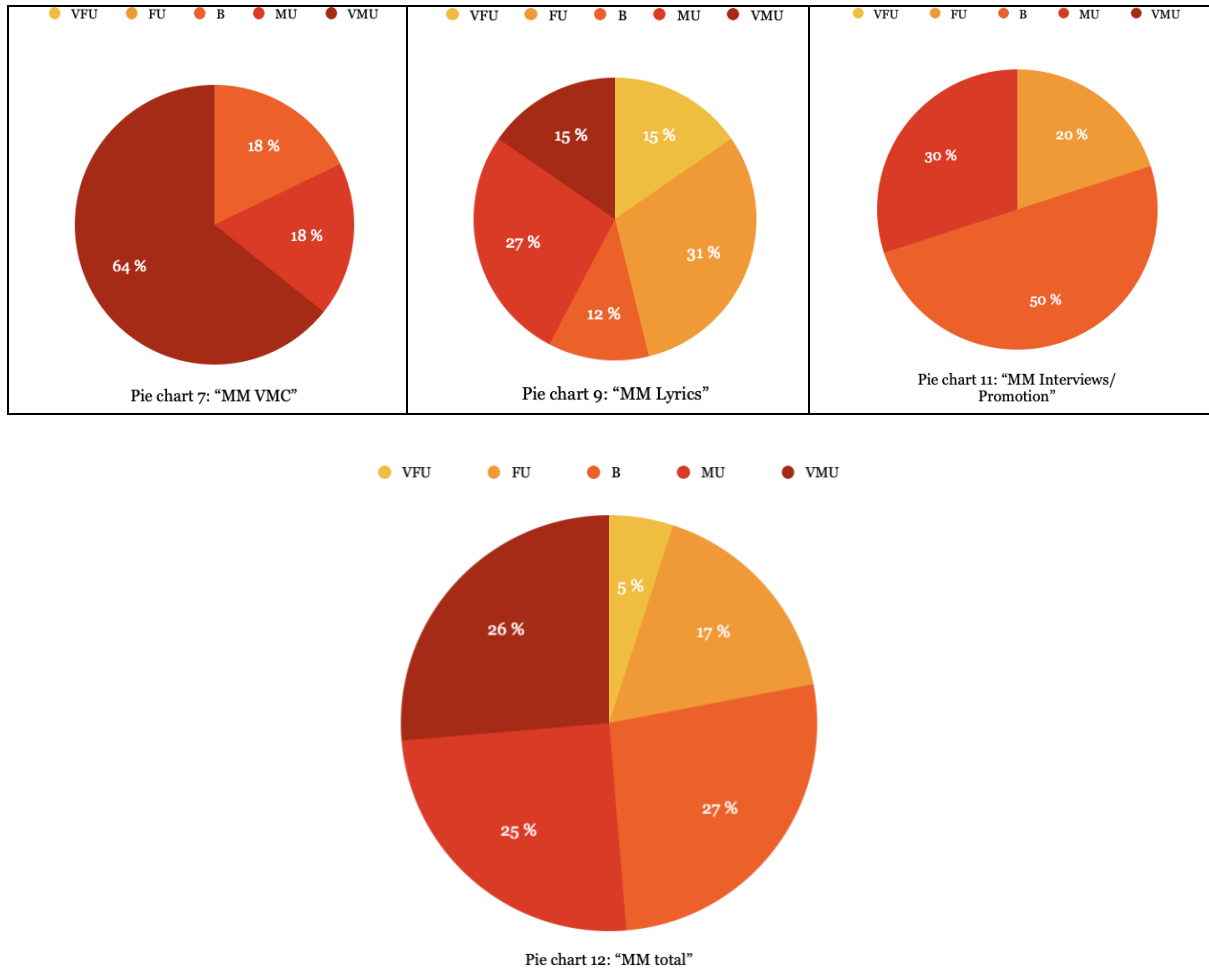 VFU FU B MU VMU
18 %
18 %
64 %
Pie chart 7: “MM VMC”
VFU FU B MU VMU
15 %
15 %
27 %
31 %
12 %
Pie chart 9: “MM Lyrics”
VFU FU B MU VMU
20 %
30 %
50 %
Pie chart 11: “MM Interviews/
Promotion”
VFU FU B MU VMU
5 %
26 %
17 %
27 %
25 %
Pie chart 12: “MM total”